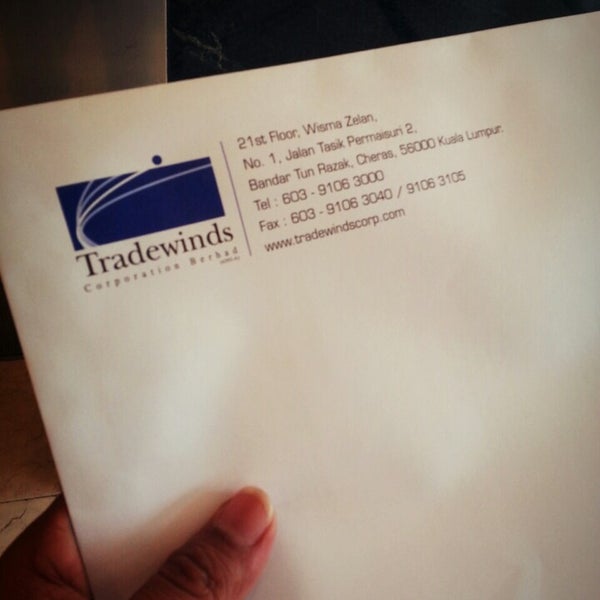 Tradewinds
Corporation Berhad
21st Floor, Wisma Zelan,
No. 1, Jalan Tasik Permaisuri 2,
Bandar Tun Razak, Cheras, 56000 Kuala Lumpur.
Tel : 603 - 9106 3000
Fax : 603 - 9106 3040 / 9106 3105
www.tradewindscorp.com